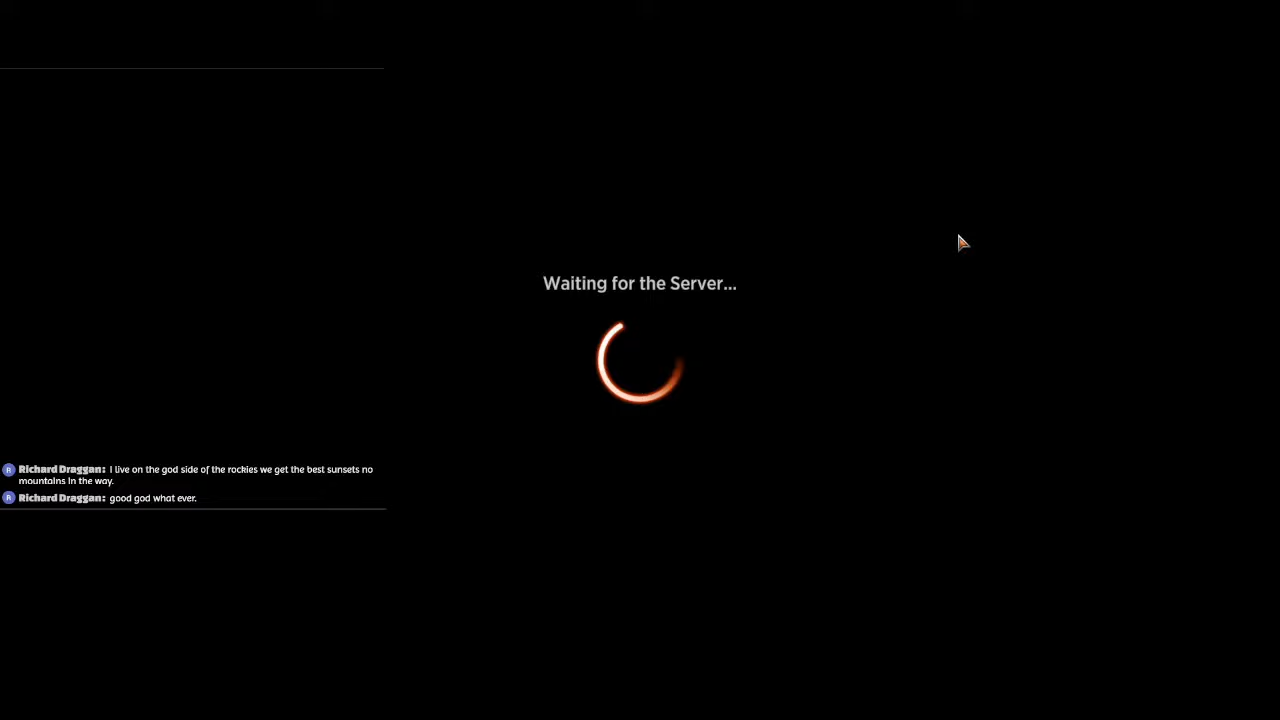 Waiting for the Server...
R Richard Draggan: I live on the god side of the rockies we get the best sunsets no
mountains in the way.
R Richard Draggan: good god what ever.